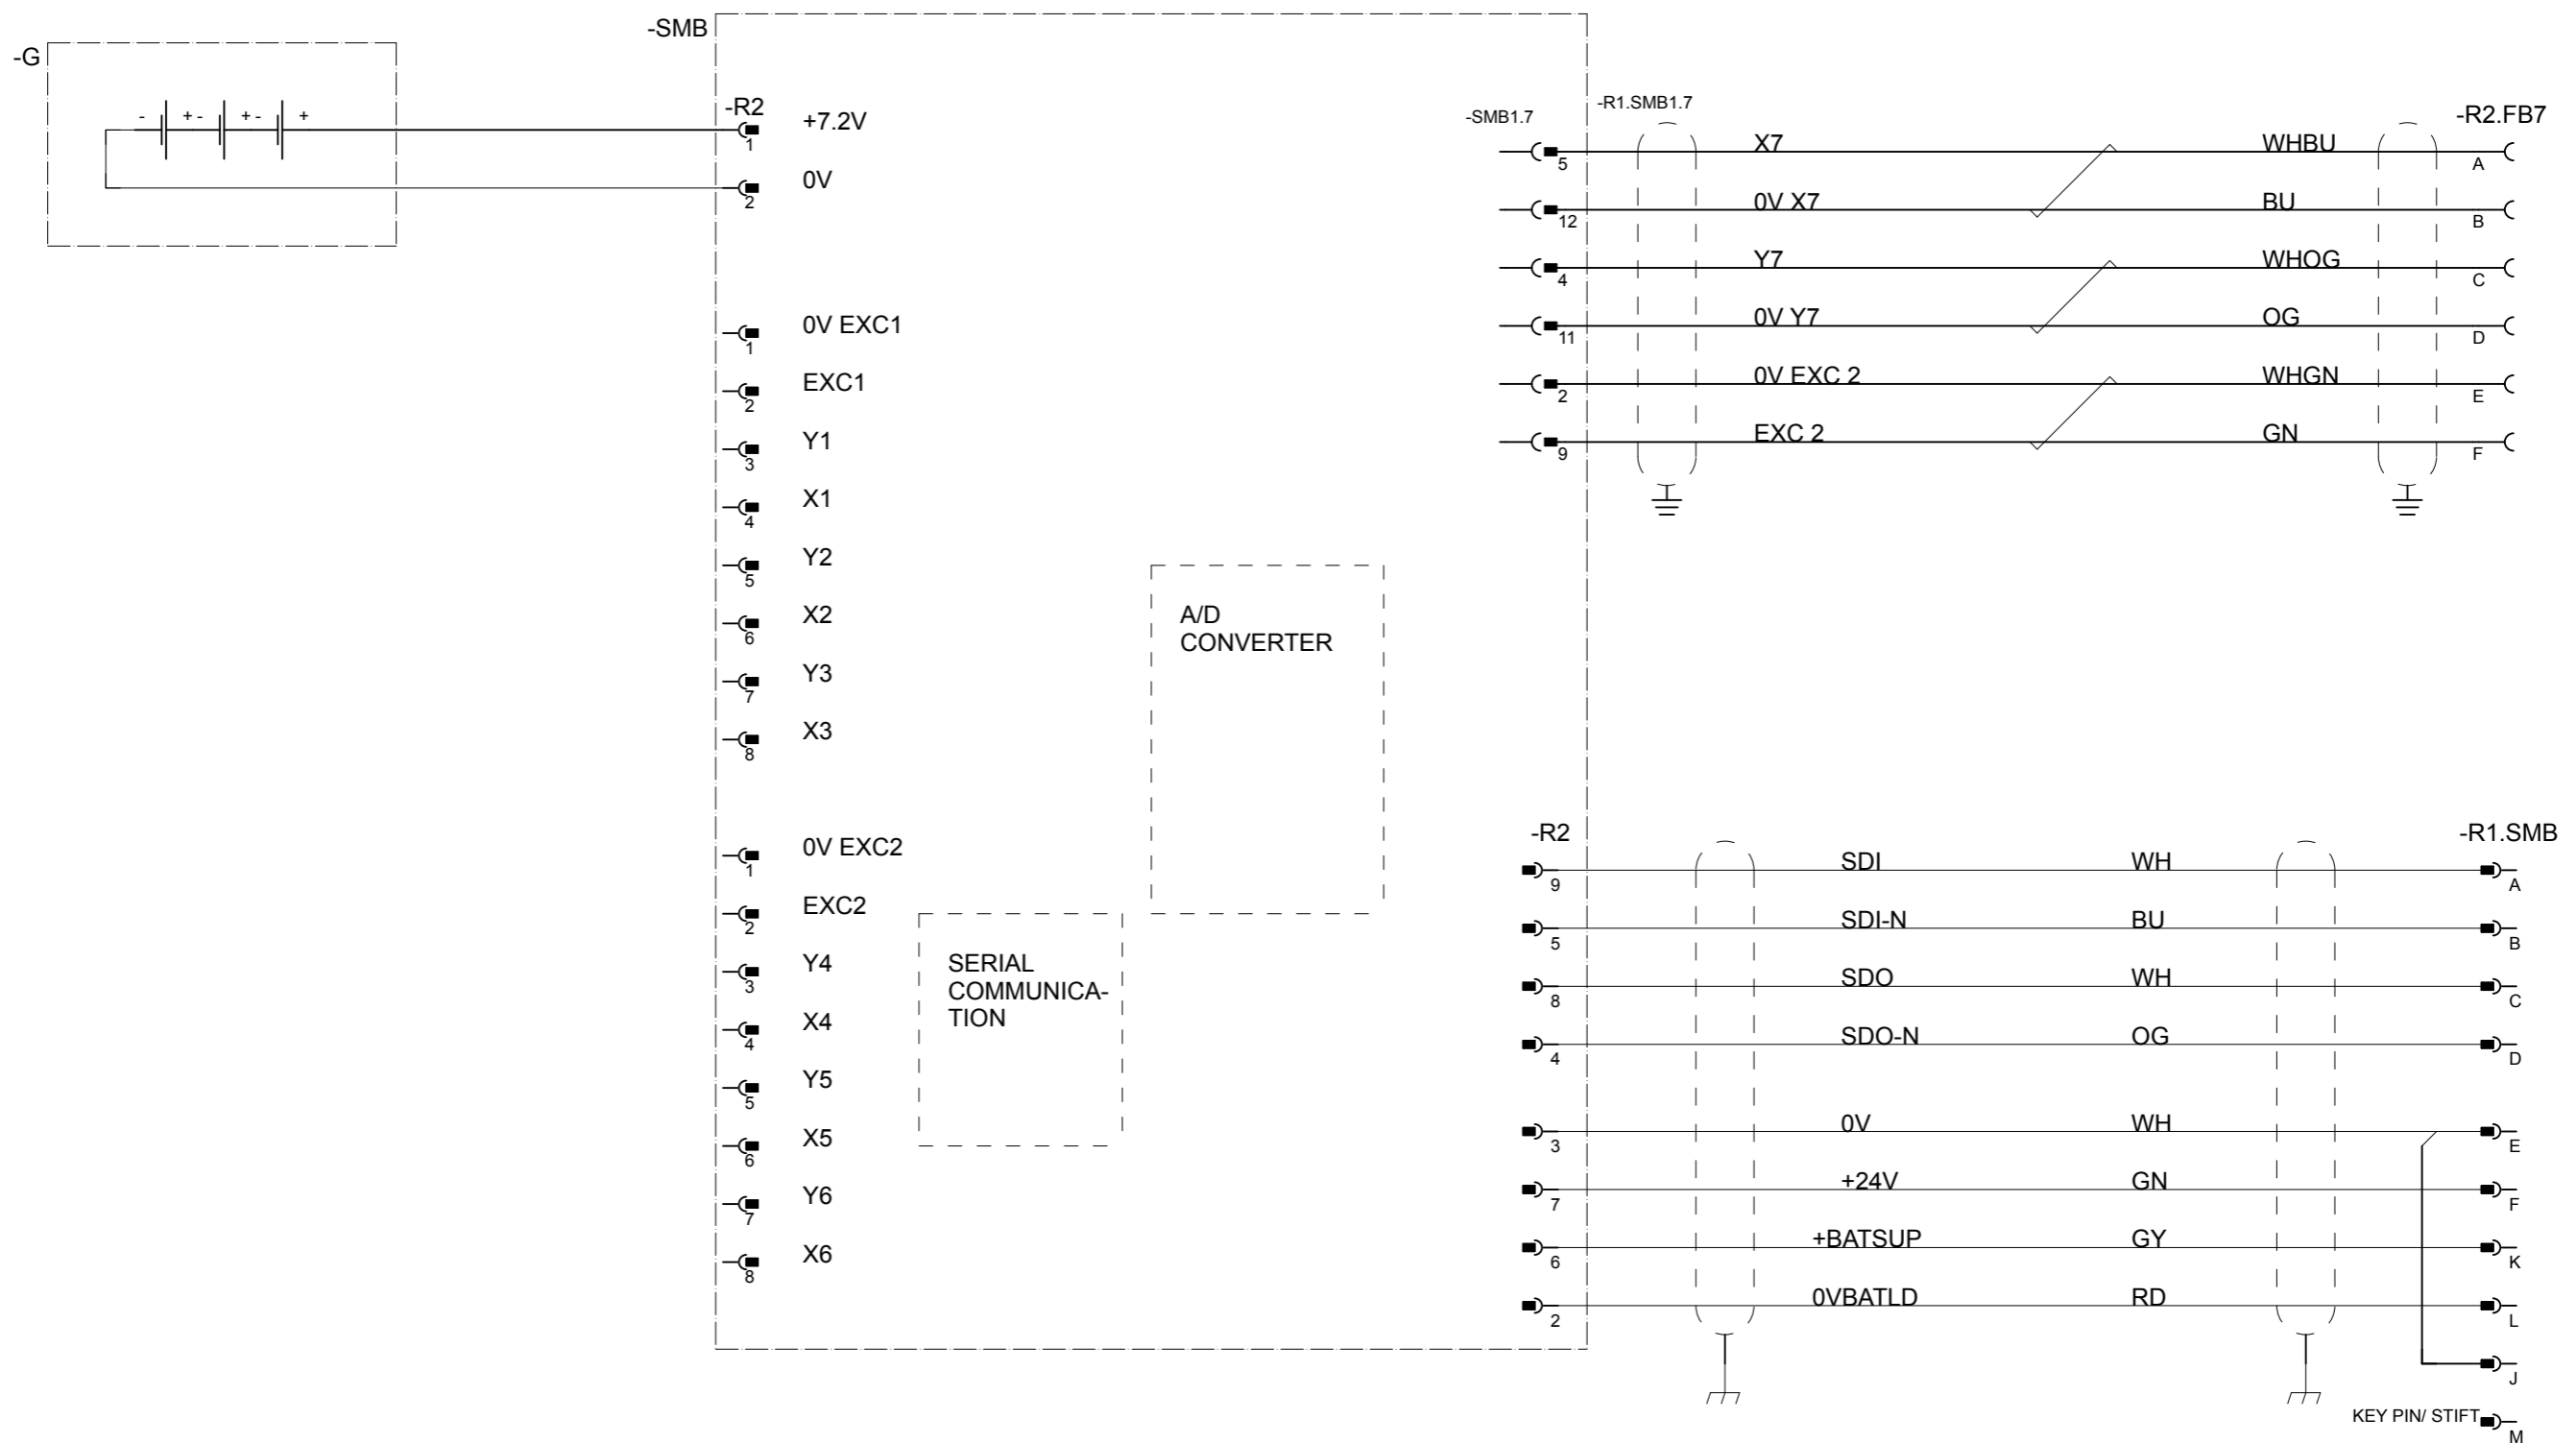 -G
- + - + - +
-SMB
-R2
1 +7.2V
2 0V
1 0V EXC1
2 EXC1
3 Y1
4 X1
5 Y2
6 X2
7 Y3
8 X3
1 0V EXC2
2 EXC2
3 Y4
4 X4
5 Y5
6 X5
7 Y6
8 X6
A/D
CONVERTER
SERIAL
COMMUNICA-
TION
-SMB1.7 -R1.SMB1.7 -R2.FB7
5 X7 WHBU A
12 0V X7 BU B
4 Y7 WHOG C
11 0V Y7 OG D
2 0V EXC 2 WHGN E
9 EXC 2 GN F
-R2 -R1.SMB
9 SDI WH A
5 SDI-N BU B
8 SDO WH C
4 SDO-N OG D
3 0V WH E
7 +24V GN F
6 +BATSUP GY K
2 0VBATLD RD L
J
KEY PIN/ STIFT M